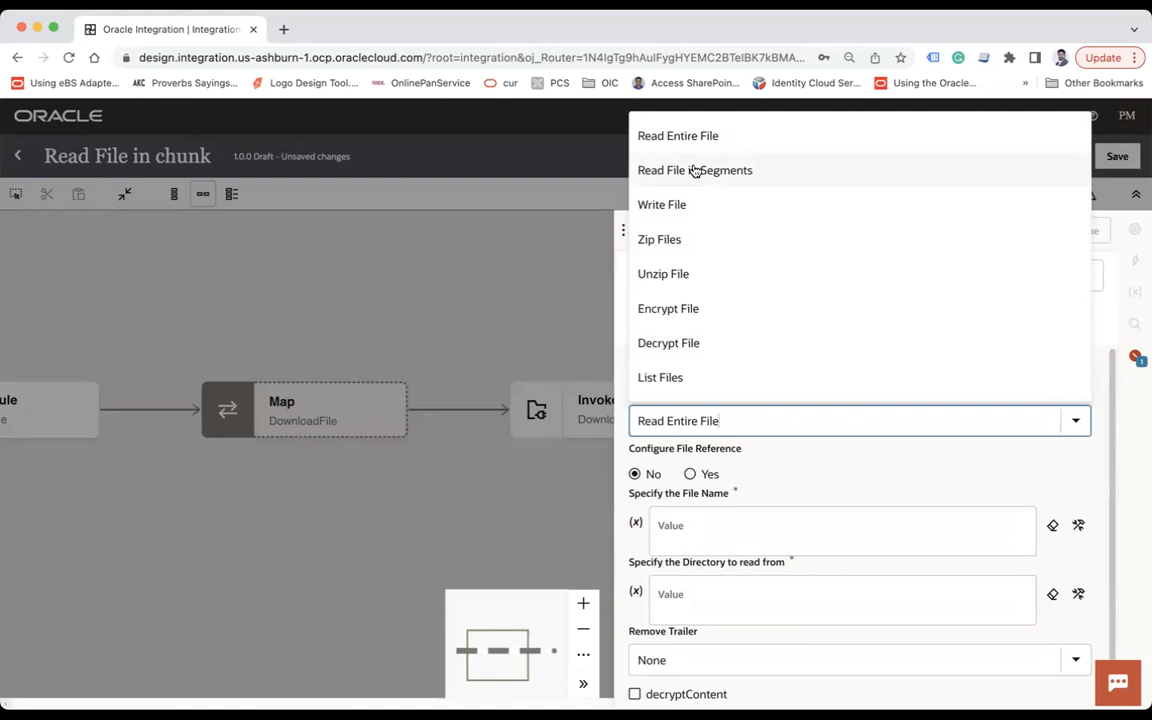 Oracle Integration | Integration
design.integration.us-ashburn-1.ocp.oraclecloud.com/?root=integration&oj_Router=1N4IgTg9hAulFygHYEMC2BTeIBK7kBMA...
Update
Using eBS Adapte...
AKC Proverbs Sayings...
Logo Design Tool...
OnlinePanService
cur
PCS
OIC
Access SharePoin...
Identity Cloud Ser...
Using the Oracle...
»
Other Bookmarks
ORACLE
PM
Read File in chunk
1.0.0 Draft - Unsaved changes
Save
Read Entire File
Read File in Segments
Write File
Zip Files
Unzip File
Encrypt File
Decrypt File
List Files
Map
DownloadFile
Invoke
Read Entire File
Configure File Reference
No
Yes
Specify the File Name *
(x)
Value
Specify the Directory to read from *
(x)
Value
Remove Trailer
None
decryptContent